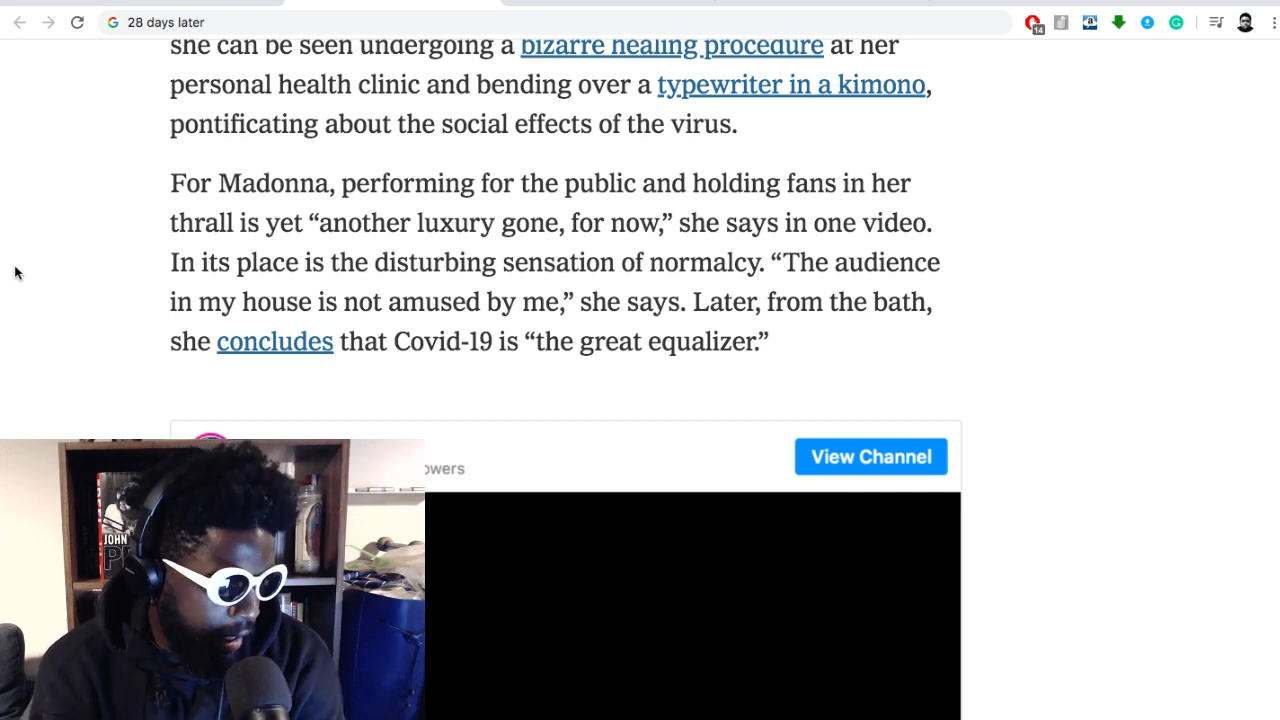 28 days later
14
she can be seen undergoing a bizarre healing procedure at her
personal health clinic and bending over a typewriter in a kimono,
pontificating about the social effects of the virus.
For Madonna, performing for the public and holding fans in her
thrall is yet “another luxury gone, for now,” she says in one video.
In its place is the disturbing sensation of normalcy. “The audience
in my house is not amused by me,” she says. Later, from the bath,
she concludes that Covid-19 is “the great equalizer.”
owers
View Channel
JOHN